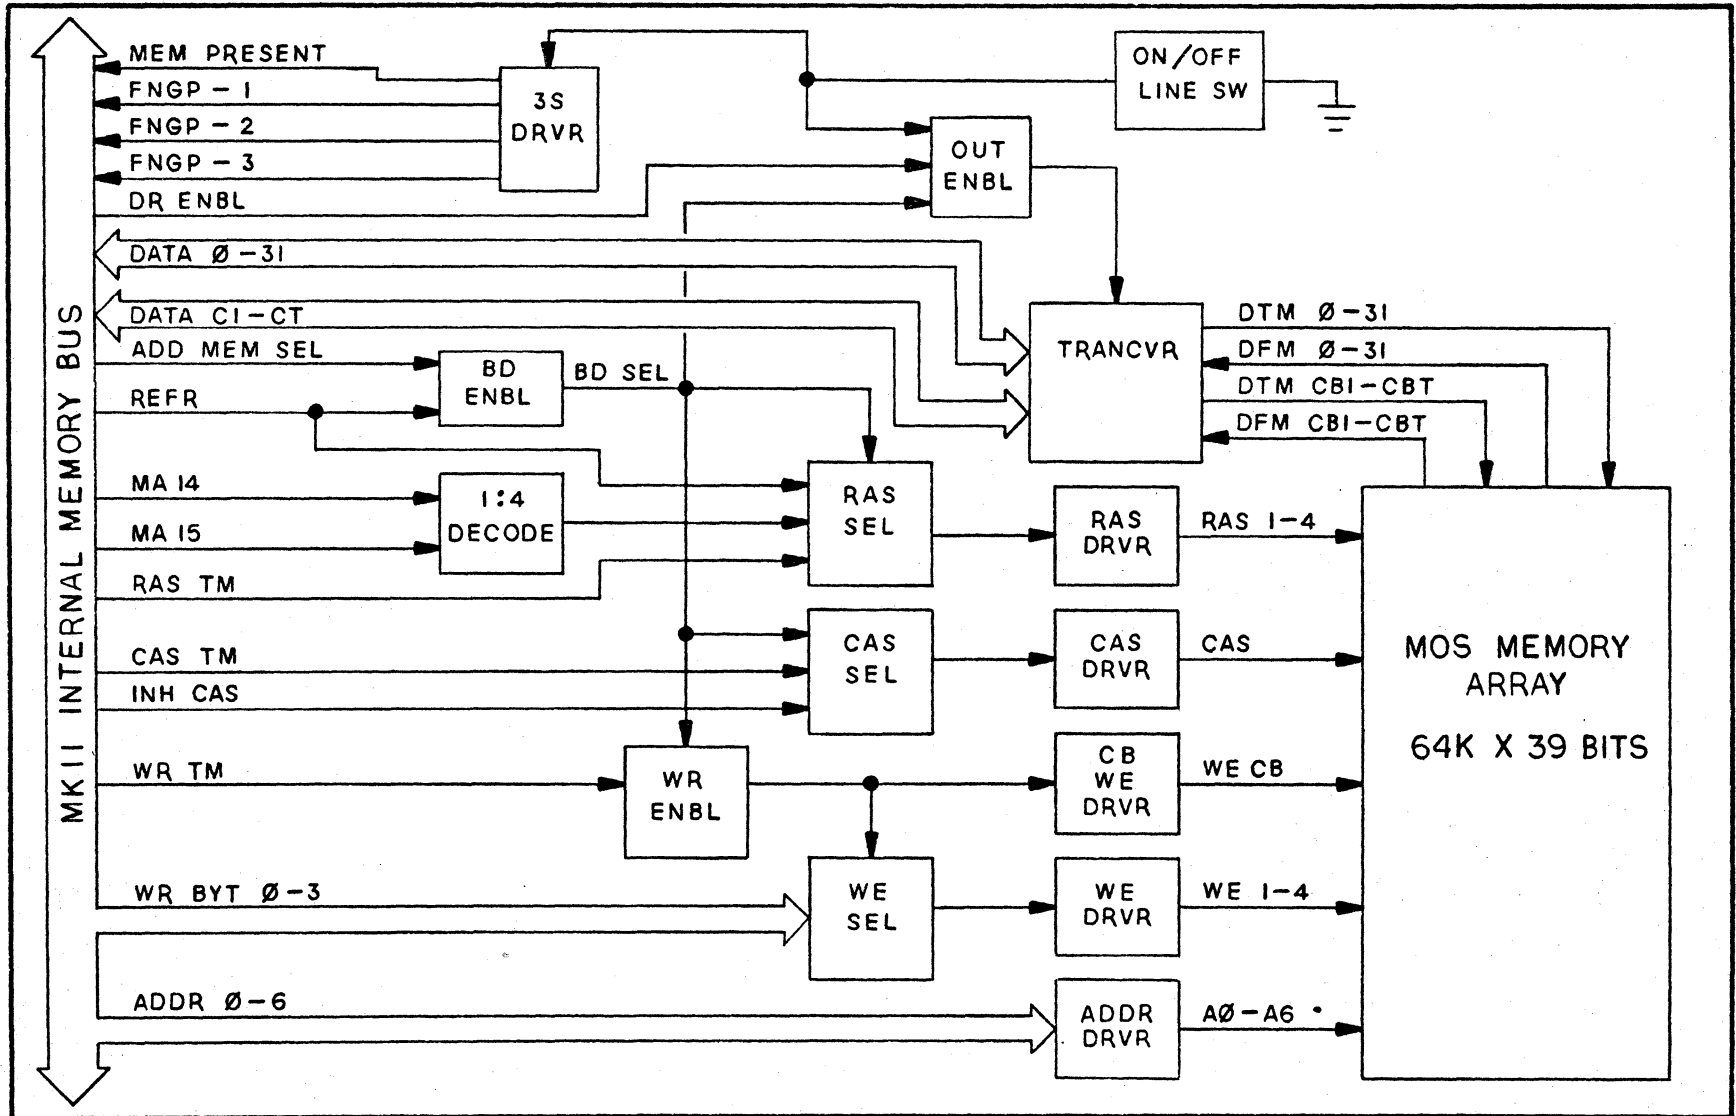 MKII INTERNAL MEMORY BUS
MEM PRESENT
FNGP-1
FNGP-2
FNGP-3
DR ENBL
3S
DRVR
ON/OFF
LINE SW
OUT
ENBL
DATA Ø-31
DATA C1-CT
ADD MEM SEL
REFR
BD
ENBL
BD SEL
TRANCVR
DTM Ø-31
DFM Ø-31
DTM CB1-CBT
DFM CB1-CBT
MA 14
MA 15
1:4
DECODE
RAS TM
RAS
SEL
RAS
DRVR
RAS 1-4
CAS TM
INH CAS
CAS
SEL
CAS
DRVR
CAS
WR TM
WR
ENBL
CB
WE
DRVR
WE CB
WR BYT Ø-3
WE
SEL
WE
DRVR
WE 1-4
ADDR Ø-6
ADDR
DRVR
AØ-A6
MOS MEMORY
ARRAY
64K X 39 BITS